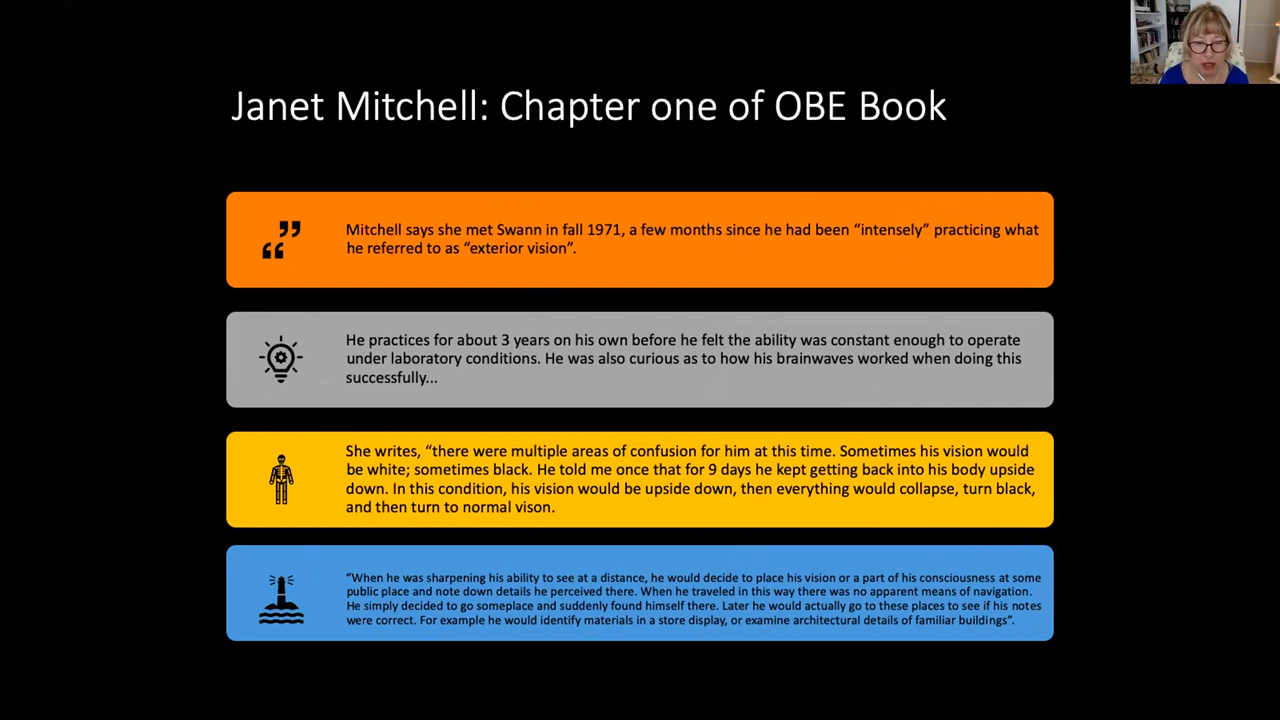 Janet Mitchell: Chapter one of OBE Book
Mitchell says she met Swann in fall 1971, a few months since he had been “intensely” practicing what
he referred to as “exterior vision”.
He practices for about 3 years on his own before he felt the ability was constant enough to operate
under laboratory conditions. He was also curious as to how his brainwaves worked when doing this
successfully...
She writes, “there were multiple areas of confusion for him at this time. Sometimes his vision would
be white; sometimes black. He told me once that for 9 days he kept getting back into his body upside
down. In this condition, his vision would be upside down, then everything would collapse, turn black,
and then turn to normal vison.
“When he was sharpening his ability to see at a distance, he would decide to place his vision or a part of his consciousness at some
public place and note down details he perceived there. When he traveled in this way there was no apparent means of navigation.
He simply decided to go someplace and suddenly found himself there. Later he would actually go to these places to see if his notes
were correct. For example he would identify materials in a store display, or examine architectural details of familiar buildings”.